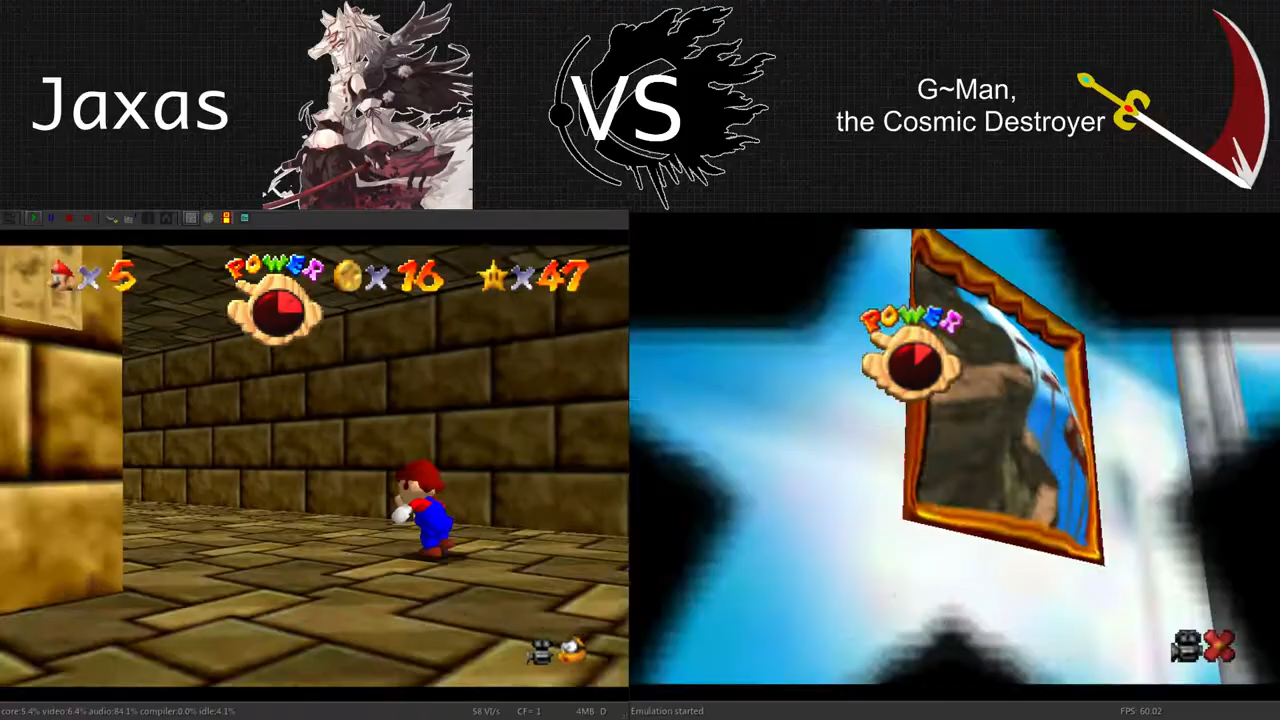 Jaxas
VS
G~Man,
the Cosmic Destroyer
×5
POWER
×16
×47
POWER
core:5.4% video:6.4% audio:84.1% compiler:0.0% idle:4.1%
58 VI/s
CF= 1
4MB D
Emulation started
FPS: 60.02